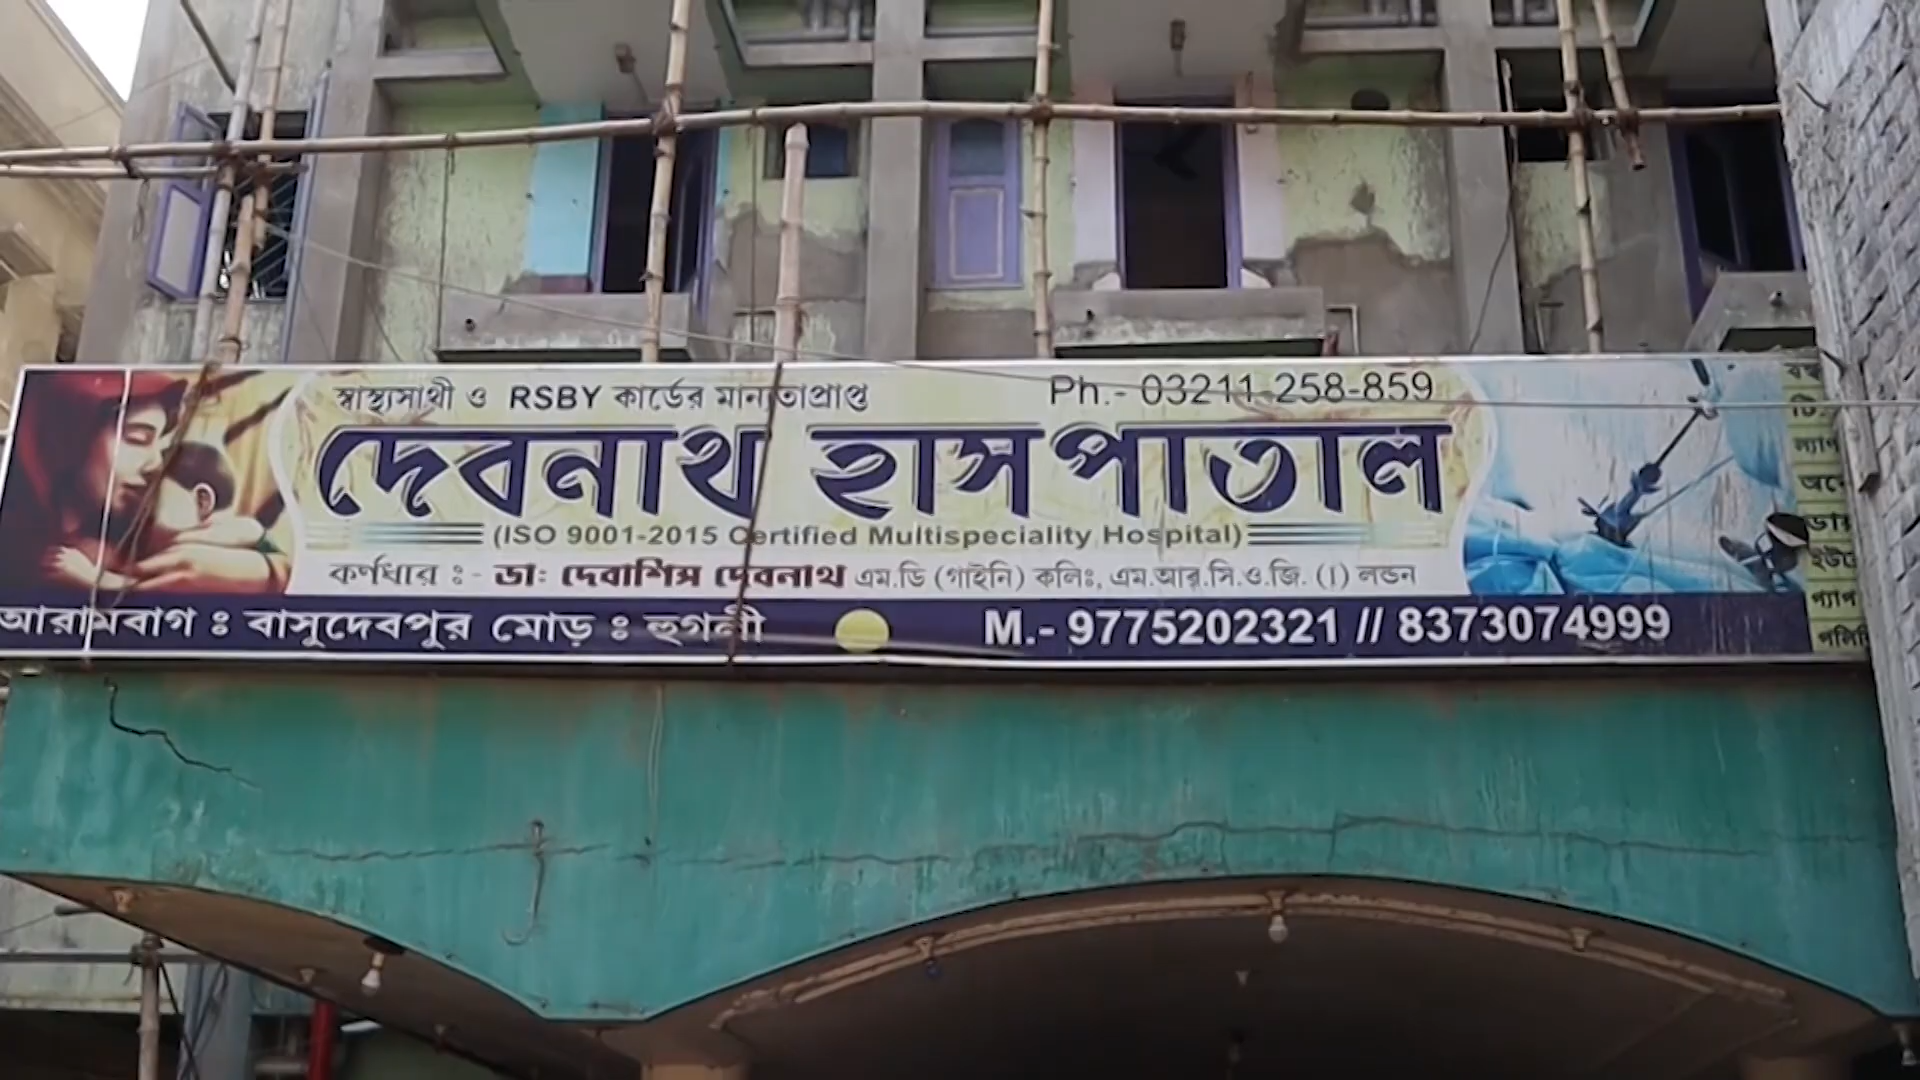 স্বাস্থ্যসাথী ও RSBY কার্ডের মান্যতাপ্রাপ্ত
Ph.- 03211-258-859
দেবনাথ হাসপাতাল
(ISO 9001-2015 Certified Multispeciality Hospital)
কর্ণধার ঃ- ডাঃ দেবাশিস দেবনাথ এম.ডি (গাইনি) কলিঃ, এম.আর.সি.ও.জি. (I) লন্ডন
আরামবাগ ঃ বাসুদেবপুর মোড় ঃ হুগলী
M.- 9775202321 // 8373074999